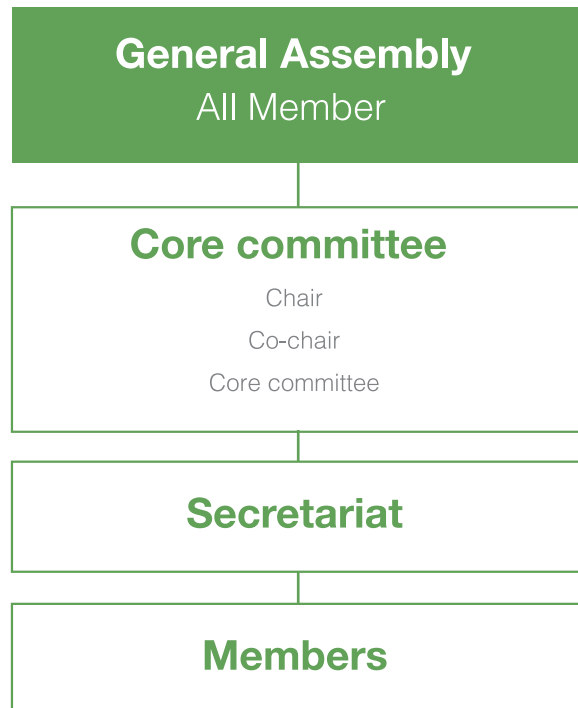 General Assembly
All Member
Core committee
Chair
Co-chair
Core committee
Secretariat
Members